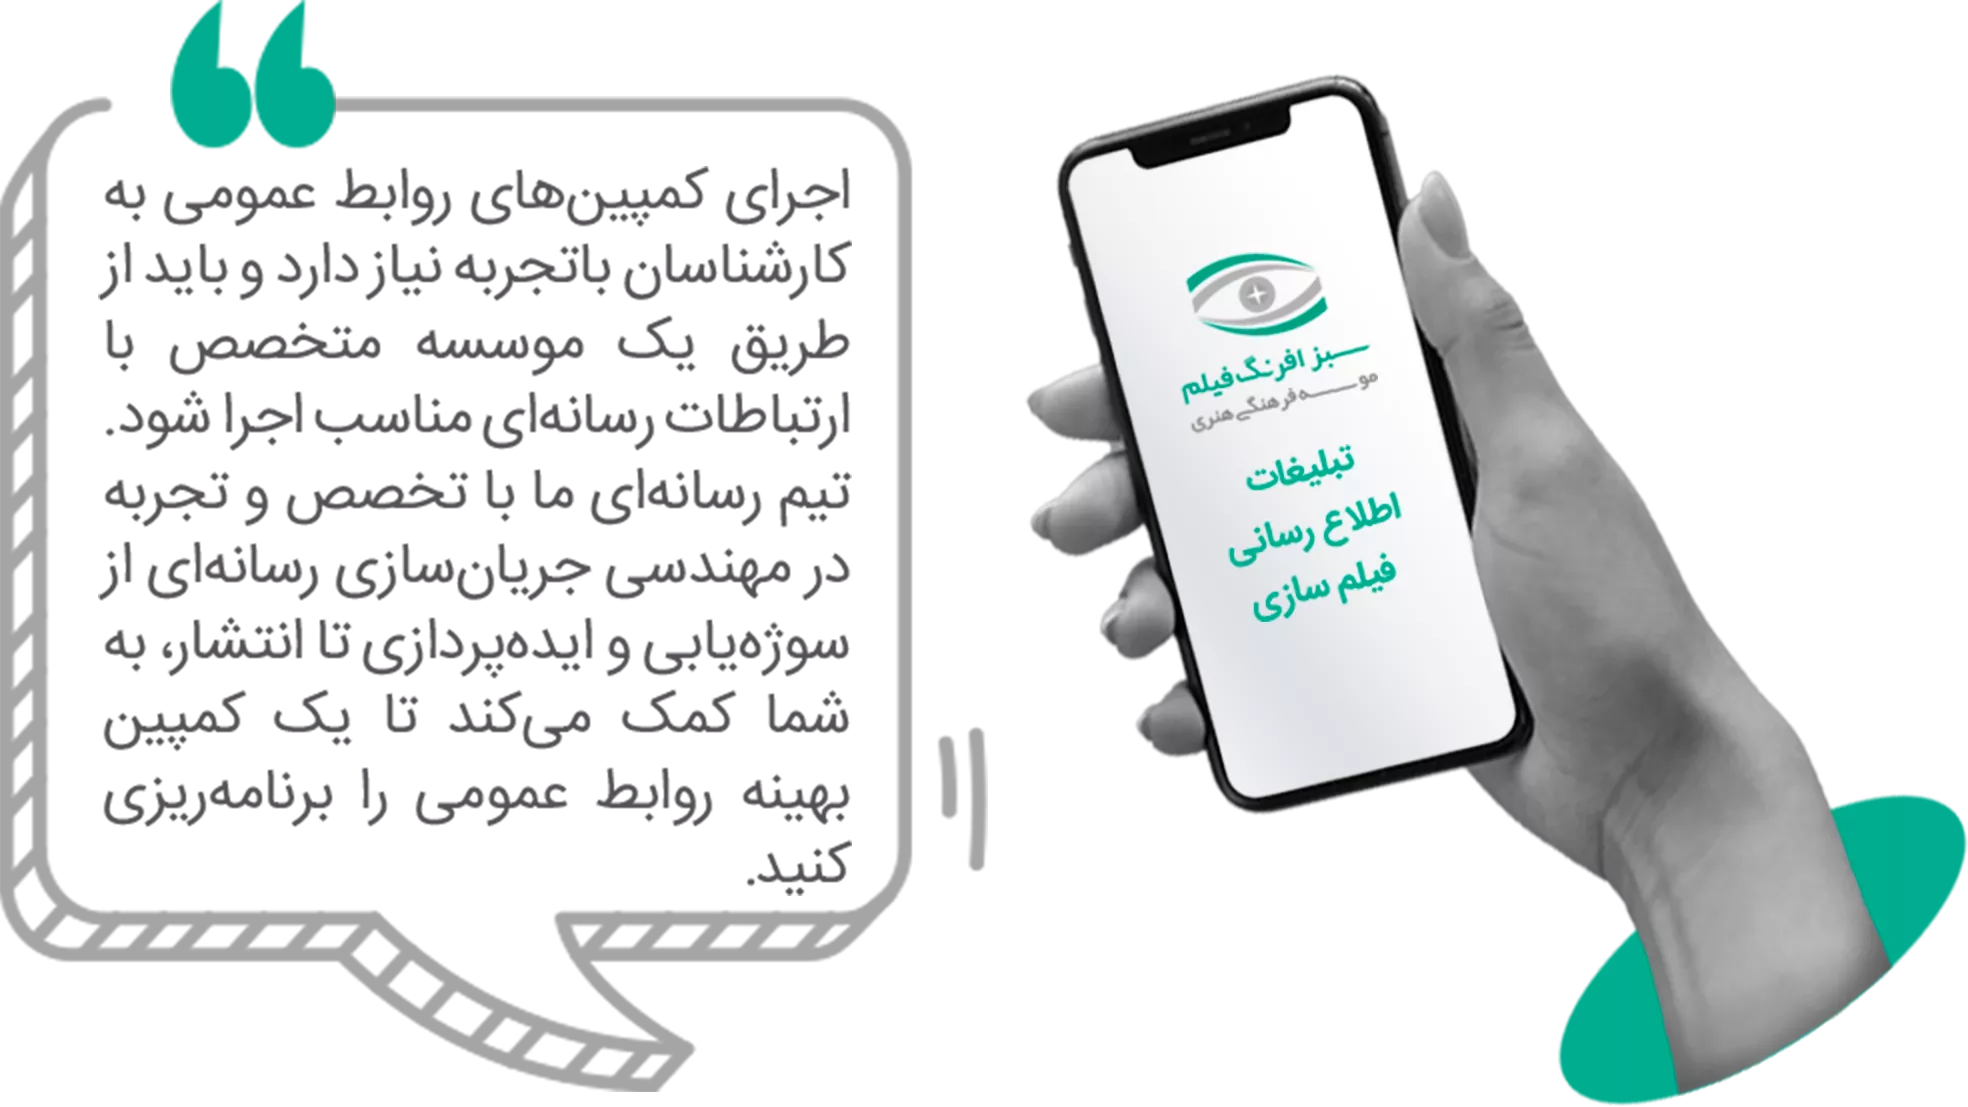 اجرای کمپین‌های روابط عمومی به
کارشناسان باتجربه نیاز دارد و باید از
طریق یک موسسه متخصص با
ارتباطات رسانه‌ای مناسب اجرا شود.
تیم رسانه‌ای ما با تخصص و تجربه
در مهندسی جریان‌سازی رسانه‌ای از
سوژه‌یابی و ایده‌پردازی تا انتشار، به
شما کمک می‌کند تا یک کمپین
بهینه روابط عمومی را برنامه‌ریزی
کنید.
سبز افرنگ فیلم
موسسه فرهنگی هنری
تبلیغات
اطلاع رسانی
فیلم سازی